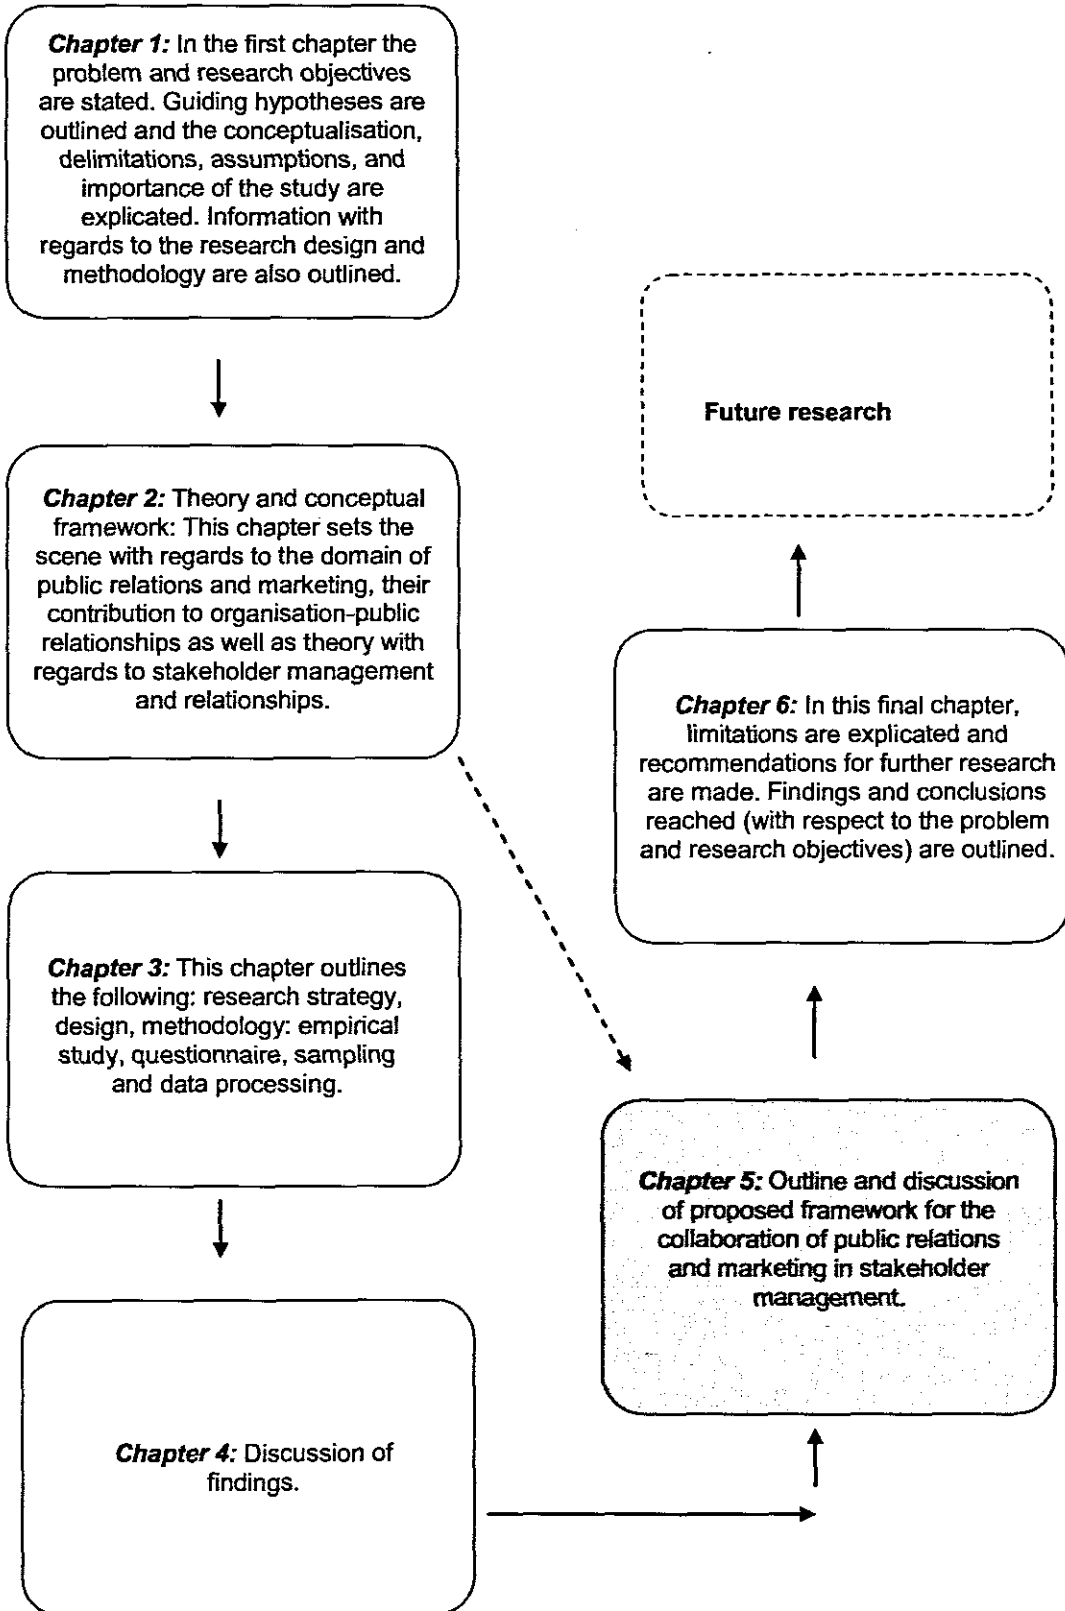 Chapter 1: In the first chapter the
problem and research objectives
are stated. Guiding hypotheses are
outlined and the conceptualisation,
delimitations, assumptions, and
importance of the study are
explicated. Information with
regards to the research design and
methodology are also outlined.
Chapter 2: Theory and conceptual
framework: This chapter sets the
scene with regards to the domain of
public relations and marketing, their
contribution to organisation-public
relationships as well as theory with
regards to stakeholder management
and relationships.
Chapter 3: This chapter outlines
the following: research strategy,
design, methodology: empirical
study, questionnaire, sampling
and data processing.
Chapter 4: Discussion of
findings.
Chapter 5: Outline and discussion
of proposed framework for the
collaboration of public relations
and marketing in stakeholder
management.
Chapter 6: In this final chapter,
limitations are explicated and
recommendations for further research
are made. Findings and conclusions
reached (with respect to the problem
and research objectives) are outlined.
Future research